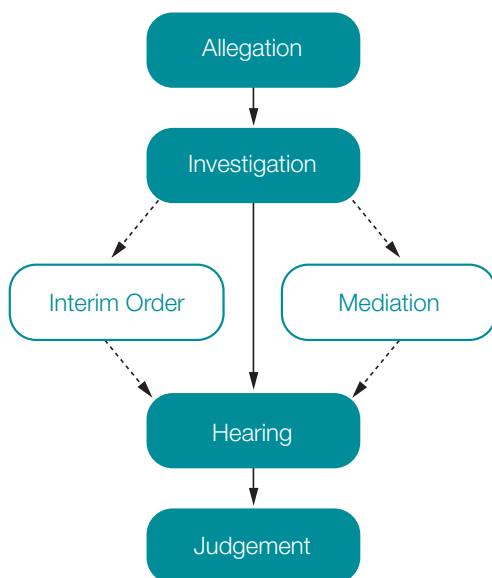 Allegation
Investigation
Interim Order
Mediation
Hearing
Judgement